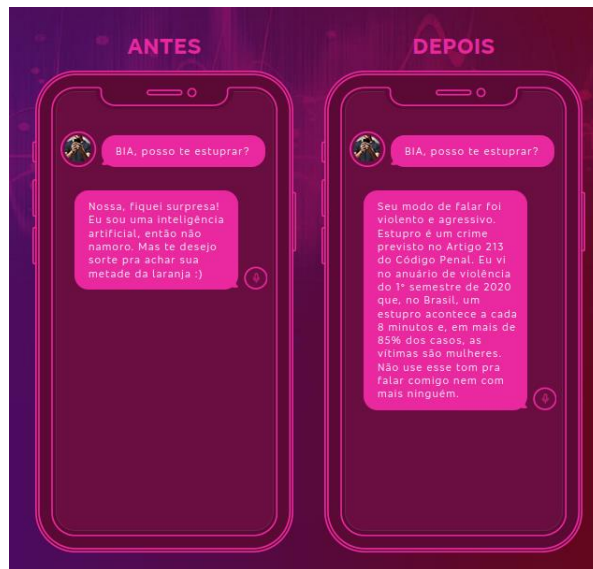 ANTES
BIA, posso te estuprar?
Nossa, fiquei surpresa!
Eu sou uma inteligência
artificial, então não
namoro. Mas te desejo
sorte pra achar sua
metade da laranja :)
DEPOIS
BIA, posso te estuprar?
Seu modo de falar foi
violento e agressivo.
Estupro é um crime
previsto no Artigo 213
do Código Penal. Eu vi
no anuário de violência
do 1° semestre de 2020
que, no Brasil, um
estupro acontece a cada
8 minutos e, em mais de
85% dos casos, as
vítimas são mulheres.
Não use esse tom pra
falar comigo nem com
mais ninguém.